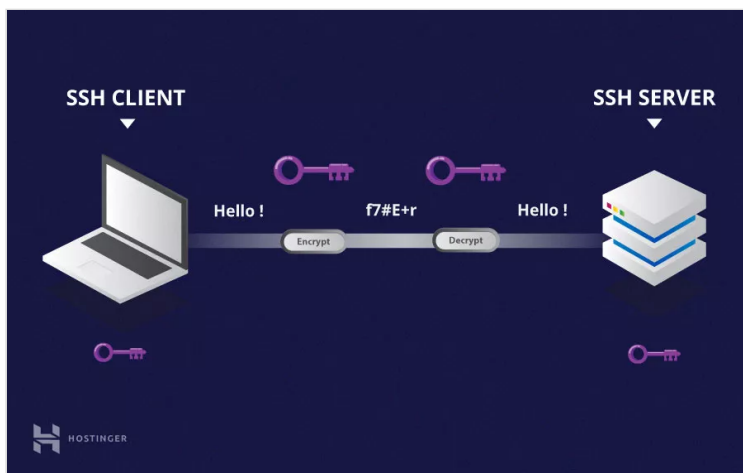 SSH CLIENT
SSH SERVER
Hello !
f7#E+r
Hello !
Encrypt
Decrypt
HOSTINGER